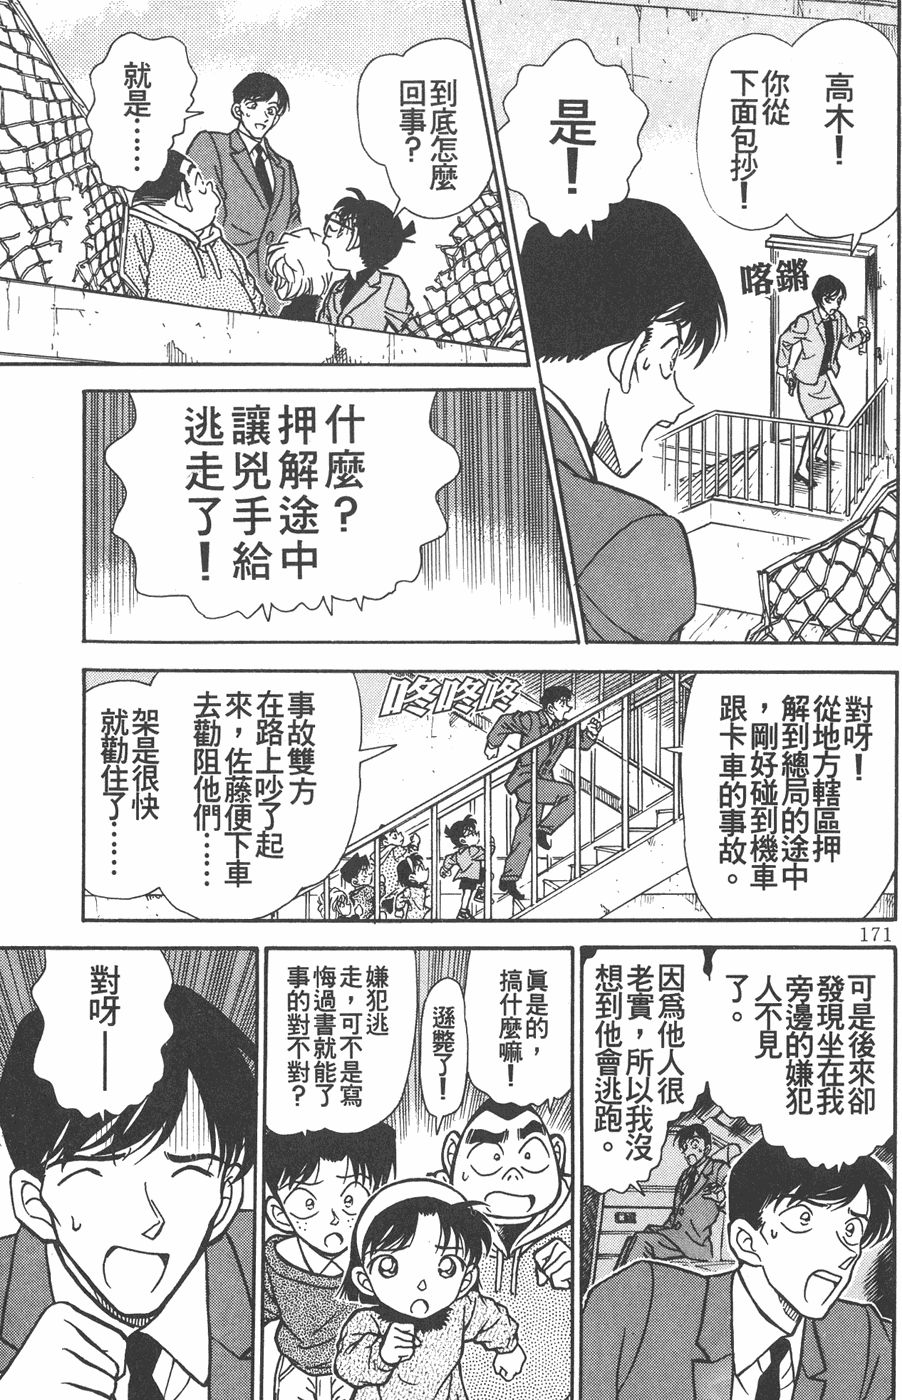 高木！
你從
下面包抄！
是！
喀鏘
到底怎麼
回事？
就是……
什麼？
押解途中
讓兇手給
逃走了！
對呀！
從地方轄區押
解到總局的途中
，剛好碰到機車
跟卡車的事故。
咚咚咚
事故雙方
在路上吵了起
來，佐藤便下車
去勸阻他們……
架是很快
就勸住了……
171
可是後來卻
發現坐在我
旁邊的嫌犯
人不見
了。
因爲他人很
老實，所以我沒
想到他會逃跑。
眞是的，
搞什麼嘛！
遜斃了！
嫌犯逃
走，可不是寫
悔過書就能了
事的對不對？
對呀——